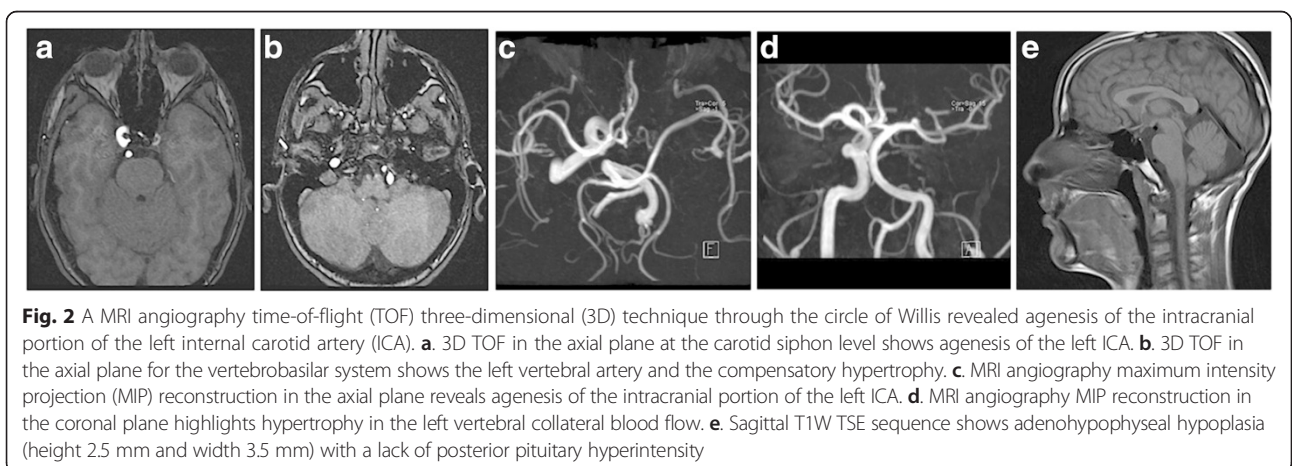 a b c d e
Tra>Cor
F
A
Fig. 2 A MRI angiography time-of-flight (TOF) three-dimensional (3D) technique through the circle of Willis revealed agenesis of the intracranial
portion of the left internal carotid artery (ICA). a. 3D TOF in the axial plane at the carotid siphon level shows agenesis of the left ICA. b. 3D TOF in
the axial plane for the vertebrobasilar system shows the left vertebral artery and the compensatory hypertrophy. c. MRI angiography maximum intensity
projection (MIP) reconstruction in the axial plane reveals agenesis of the intracranial portion of the left ICA. d. MRI angiography MIP reconstruction in
the coronal plane highlights hypertrophy in the left vertebral collateral blood flow. e. Sagittal T1W TSE sequence shows adenohypophyseal hypoplasia
(height 2.5 mm and width 3.5 mm) with a lack of posterior pituitary hyperintensity